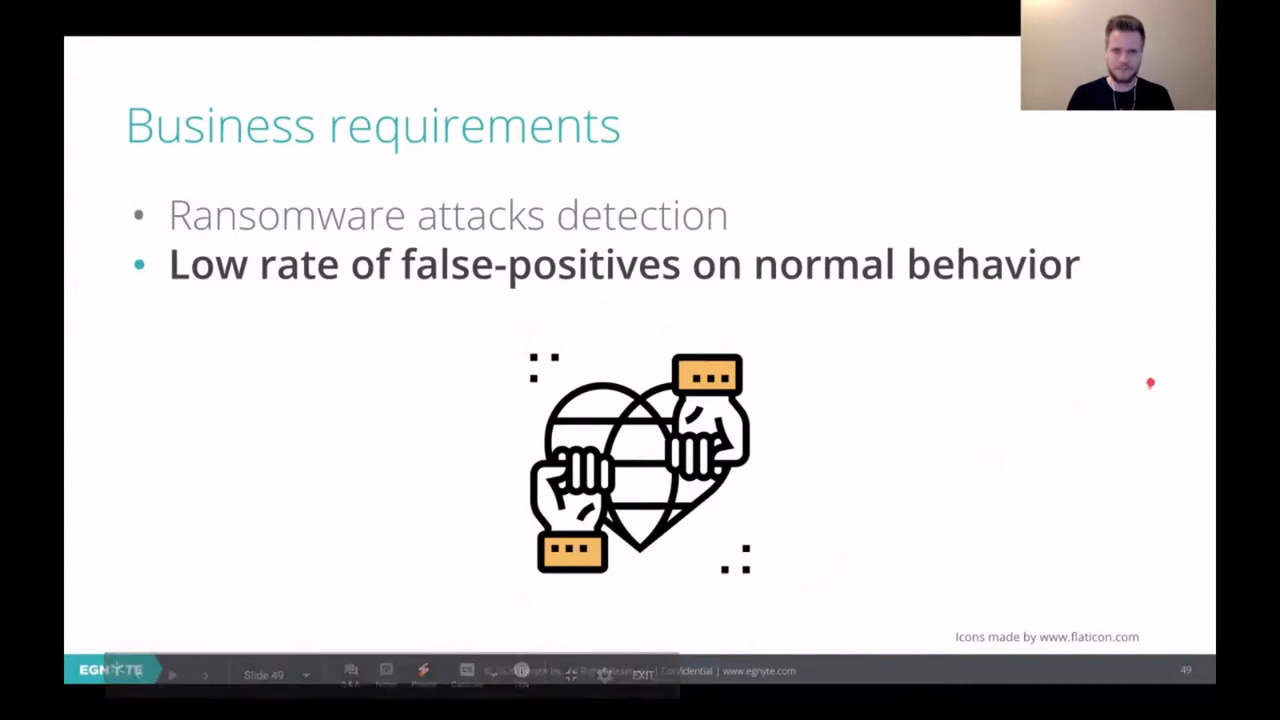 Business requirements
• Ransomware attacks detection
• Low rate of false-positives on normal behavior
Icons made by www.flaticon.com
EGNYTE
Slide 49
EXIT
Confidential | www.egnyte.com
49